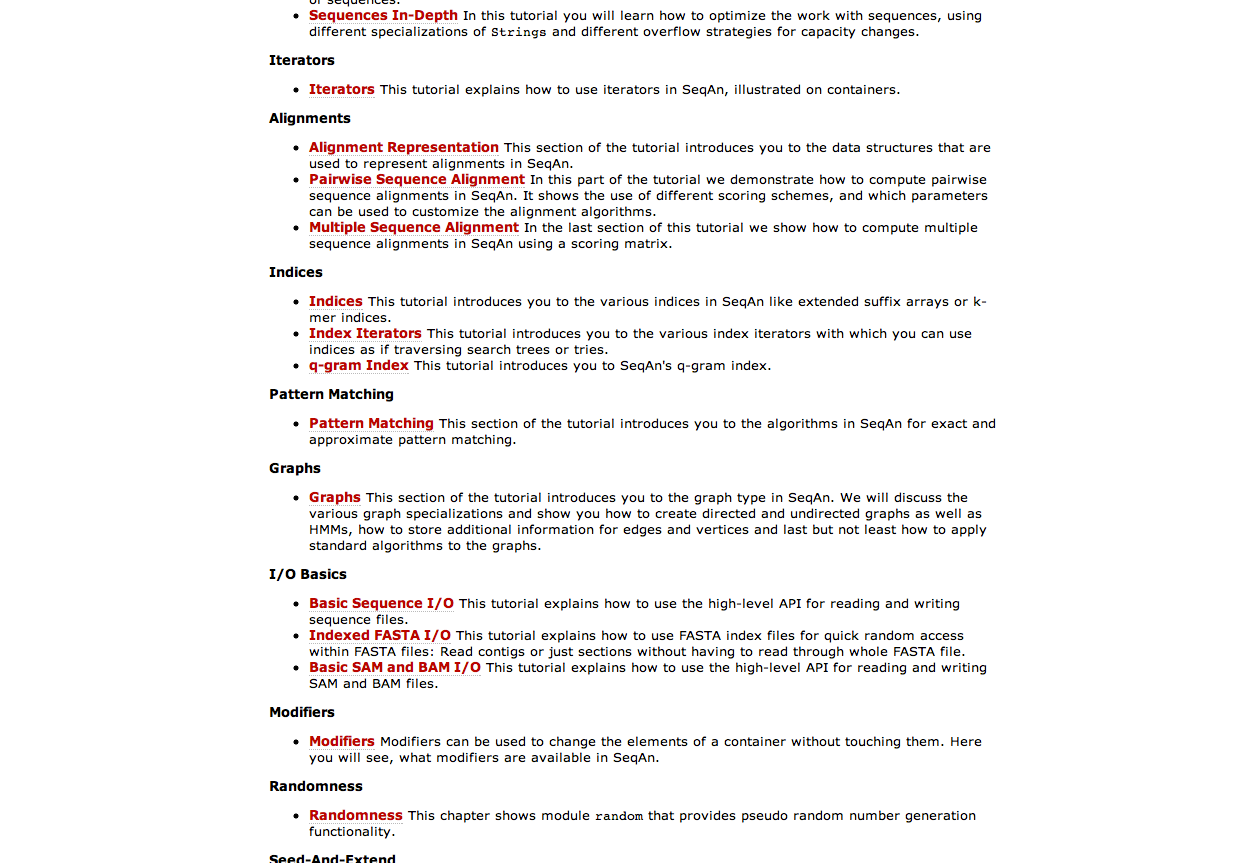 of sequences.
Sequences In-Depth In this tutorial you will learn how to optimize the work with sequences, using
different specializations of Strings and different overflow strategies for capacity changes.
Iterators
Iterators This tutorial explains how to use iterators in SeqAn, illustrated on containers.
Alignments
Alignment Representation This section of the tutorial introduces you to the data structures that are
used to represent alignments in SeqAn.
Pairwise Sequence Alignment In this part of the tutorial we demonstrate how to compute pairwise
sequence alignments in SeqAn. It shows the use of different scoring schemes, and which parameters
can be used to customize the alignment algorithms.
Multiple Sequence Alignment In the last section of this tutorial we show how to compute multiple
sequence alignments in SeqAn using a scoring matrix.
Indices
Indices This tutorial introduces you to the various indices in SeqAn like extended suffix arrays or k-
mer indices.
Index Iterators This tutorial introduces you to the various index iterators with which you can use
indices as if traversing search trees or tries.
q-gram Index This tutorial introduces you to SeqAn's q-gram index.
Pattern Matching
Pattern Matching This section of the tutorial introduces you to the algorithms in SeqAn for exact and
approximate pattern matching.
Graphs
Graphs This section of the tutorial introduces you to the graph type in SeqAn. We will discuss the
various graph specializations and show you how to create directed and undirected graphs as well as
HMMs, how to store additional information for edges and vertices and last but not least how to apply
standard algorithms to the graphs.
I/O Basics
Basic Sequence I/O This tutorial explains how to use the high-level API for reading and writing
sequence files.
Indexed FASTA I/O This tutorial explains how to use FASTA index files for quick random access
within FASTA files: Read contigs or just sections without having to read through whole FASTA file.
Basic SAM and BAM I/O This tutorial explains how to use the high-level API for reading and writing
SAM and BAM files.
Modifiers
Modifiers Modifiers can be used to change the elements of a container without touching them. Here
you will see, what modifiers are available in SeqAn.
Randomness
Randomness This chapter shows module random that provides pseudo random number generation
functionality.
Seed-And-Extend